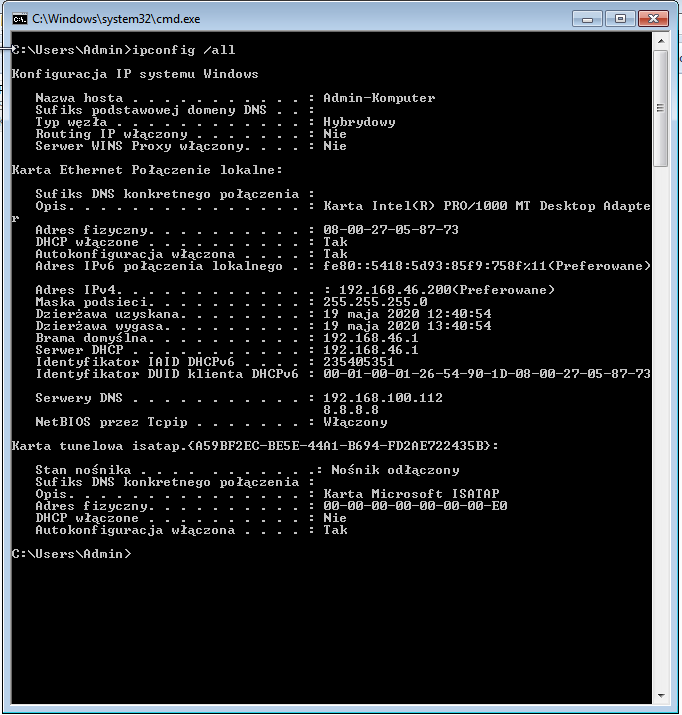 C:\Windows\system32\cmd.exe
C:\Users\Admin>ipconfig /all
Konfiguracja IP systemu Windows
   Nazwa hosta . . . . . . . . . . . : Admin-Komputer
   Sufiks podstawowej domeny DNS . . :
   Typ węzła . . . . . . . . . . . . : Hybrydowy
   Routing IP włączony . . . . . . . : Nie
   Serwer WINS Proxy włączony. . . . : Nie
Karta Ethernet Połączenie lokalne:
   Sufiks DNS konkretnego połączenia :
   Opis. . . . . . . . . . . . . . . : Karta Intel(R) PRO/1000 MT Desktop Adapte
r
   Adres fizyczny. . . . . . . . . . : 08-00-27-05-87-73
   DHCP włączone . . . . . . . . . . : Tak
   Autokonfiguracja włączona . . . . : Tak
   Adres IPv6 połączenia lokalnego . : fe80::5418:5d93:85f9:758f%11(Preferowane)
   Adres IPv4. . . . . . . . . . . . .  : 192.168.46.200(Preferowane)
   Maska podsieci. . . . . . . . . . : 255.255.255.0
   Dzierżawa uzyskana. . . . . . . . : 19 maja 2020 12:40:54
   Dzierżawa wygasa. . . . . . . . . : 19 maja 2020 13:40:54
   Brama domyślna. . . . . . . . . . : 192.168.46.1
   Serwer DHCP . . . . . . . . . . . : 192.168.46.1
   Identyfikator IAID DHCPv6 . . . . : 235405351
   Identyfikator DUID klienta DHCPv6 : 00-01-00-01-26-54-90-1D-08-00-27-05-87-73
   Serwery DNS . . . . . . . . . . . : 192.168.100.112
                                       8.8.8.8
   NetBIOS przez Tcpip . . . . . . . : Włączony
Karta tunelowa isatap.{A59BF2EC-BE5E-44A1-B694-FD2AE722435B}:
   Stan nośnika . . . .  . . . . . . .: Nośnik odłączony
   Sufiks DNS konkretnego połączenia :
   Opis. . . . . . . . . . . . . . . : Karta Microsoft ISATAP
   Adres fizyczny. . . . . . . . . . : 00-00-00-00-00-00-00-E0
   DHCP włączone . . . . . . . . . . : Nie
   Autokonfiguracja włączona . . . . : Tak
C:\Users\Admin>